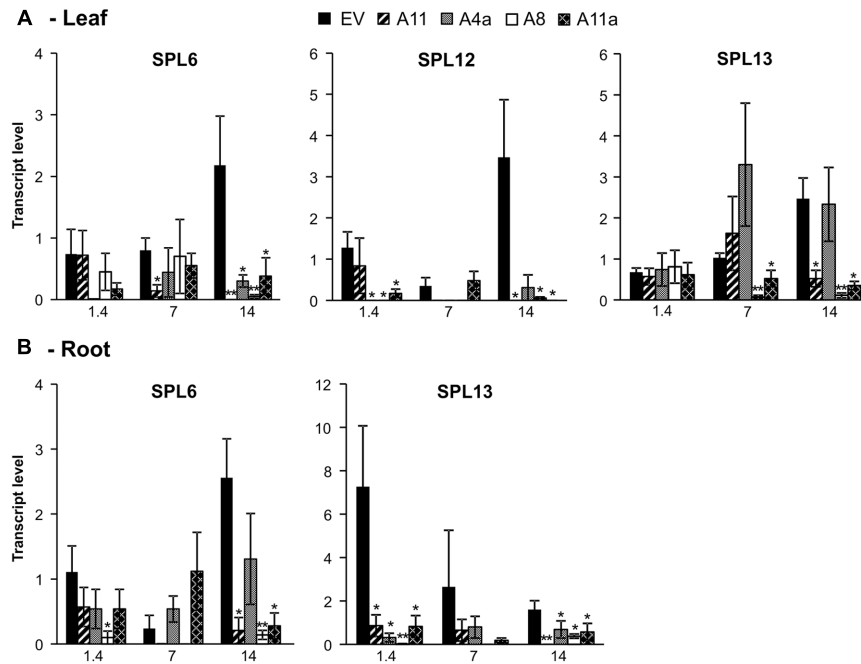 A - Leaf
EV A11 A4a A8 A11a
SPL6 SPL12 SPL13
Transcript level
4 3 2 1 0
6 5 4 3 2 1 0
6 5 4 3 2 1 0
* ** * ** *
* * * * * * *
** * * ** *
1.4 7 14
1.4 7 14
1.4 7 14
B - Root
SPL6 SPL13
Transcript level
4 3 2 1 0
12 10 8 6 4 2 0
* * ** *
* * ** * ** * * *
1.4 7 14
1.4 7 14